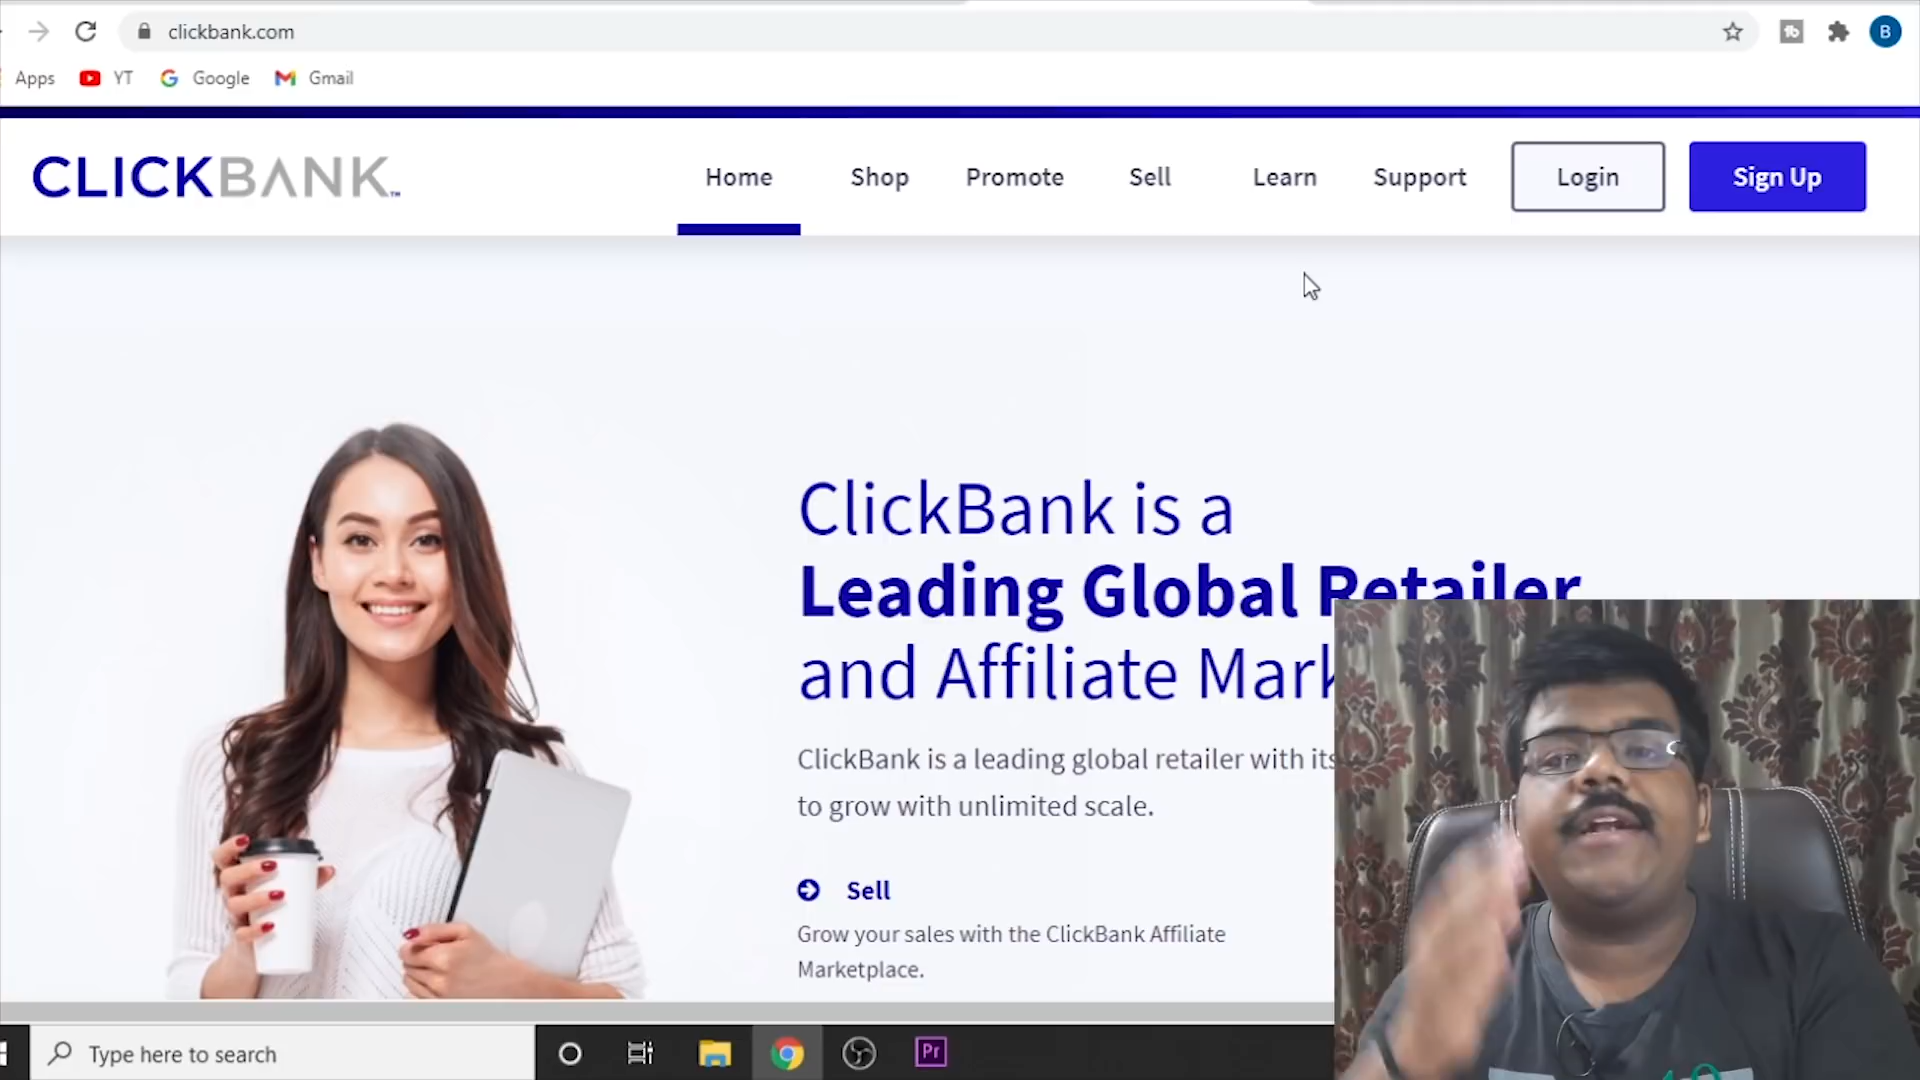 clickbank.com
B
Apps YT Google Gmail
CLICKBANK™
Home Shop Promote Sell Learn Support Login Sign Up
ClickBank is a
Leading Global Retailer
and Affiliate Mark
ClickBank is a leading global retailer with its
to grow with unlimited scale.
Sell
Grow your sales with the ClickBank Affiliate
Marketplace.
Type here to search
Pr